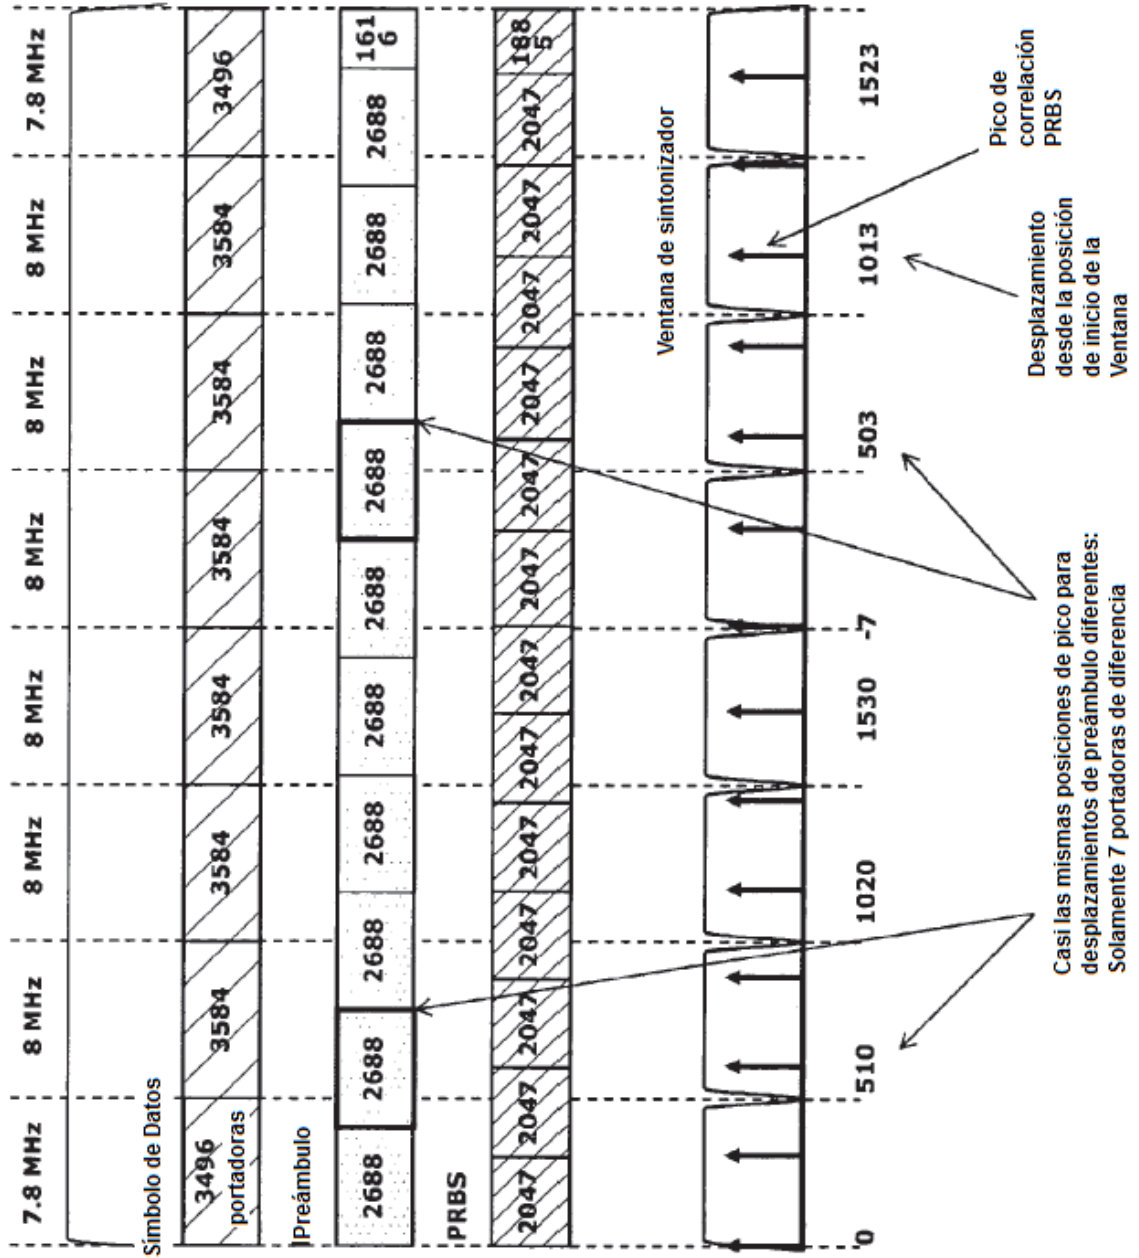 7.8 MHz 8 MHz 8 MHz 8 MHz 8 MHz 8 MHz 8 MHz 7.8 MHz
Símbolo de Datos
3496 3584 3584 3584 3584 3584 3584 3496
portadoras
IPreámbulo
2688 2688 2688 2688 2688 2688 2688 2688 2688 2688 161
6
PRBS
2047 2047 2047 2047 2047 2047 2047 2047 2047 2047 2047 2047 2047 188
5
Ventana de sintonizador
0 510 1020 1530 -7 503 1013 1523
Pico de
correlación
PRBS
Desplazamiento
desde la posición
de inicio de la
Ventana
Casi las mismas posiciones de pico para
desplazamientos de preámbulo diferentes:
Solamente 7 portadoras de diferencia